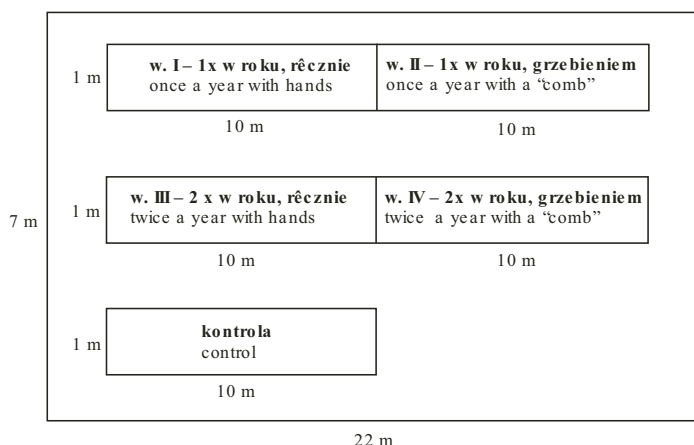 1 m
w. I – 1x w roku, rêcznie
once a year with hands
w. II – 1x w roku, grzebieniem
once a year with a “comb”
10 m
10 m
7 m
1 m
w. III – 2 x w roku, rêcznie
twice a year with hands
w. IV – 2x w roku, grzebieniem
twice a year with a “comb”
10 m
10 m
1 m
kontrola
control
10 m
22 m